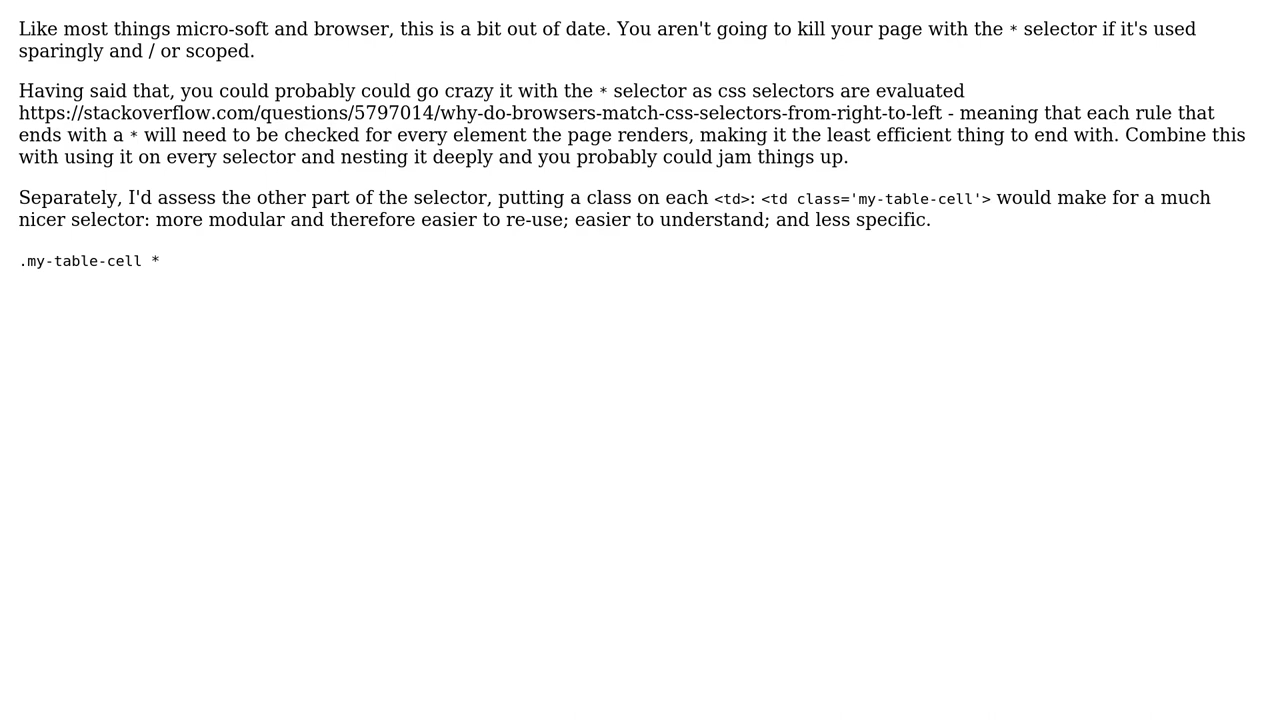 Like most things micro-soft and browser, this is a bit out of date. You aren't going to kill your page with the * selector if it's used
sparingly and / or scoped.
Having said that, you could probably could go crazy it with the * selector as css selectors are evaluated
https://stackoverflow.com/questions/5797014/why-do-browsers-match-css-selectors-from-right-to-left - meaning that each rule that
ends with a * will need to be checked for every element the page renders, making it the least efficient thing to end with. Combine this
with using it on every selector and nesting it deeply and you probably could jam things up.
Separately, I'd assess the other part of the selector, putting a class on each <td>: <td class='my-table-cell'> would make for a much
nicer selector: more modular and therefore easier to re-use; easier to understand; and less specific.
.my-table-cell *